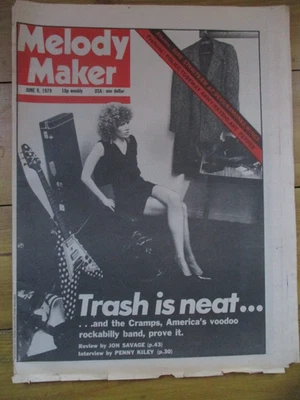 Melody
Maker
JUNE 9, 1979 18p weekly USA: one dollar
Trash is neat...
. . .and the Cramps, America's voodoo
rockabilly band, prove it.
Review by JON SAVAGE (p.43)
Interview by PENNY KILEY (p.30)